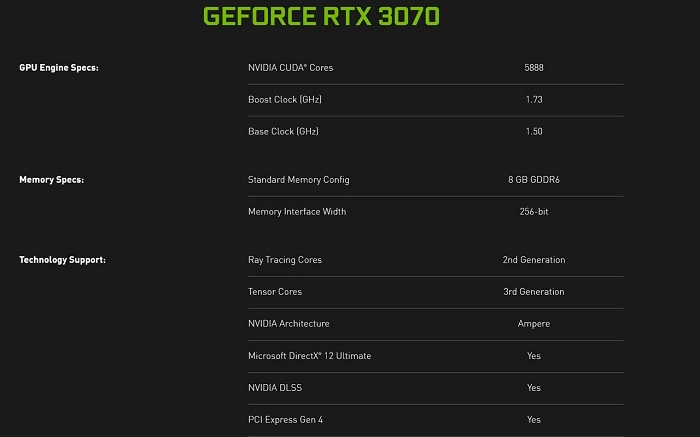 GEFORCE RTX 3070
GPU Engine Specs: NVIDIA CUDA® Cores 5888
Boost Clock (GHz) 1.73
Base Clock (GHz) 1.50
Memory Specs: Standard Memory Config 8 GB GDDR6
Memory Interface Width 256-bit
Technology Support: Ray Tracing Cores 2nd Generation
Tensor Cores 3rd Generation
NVIDIA Architecture Ampere
Microsoft DirectX® 12 Ultimate Yes
NVIDIA DLSS Yes
PCI Express Gen 4 Yes